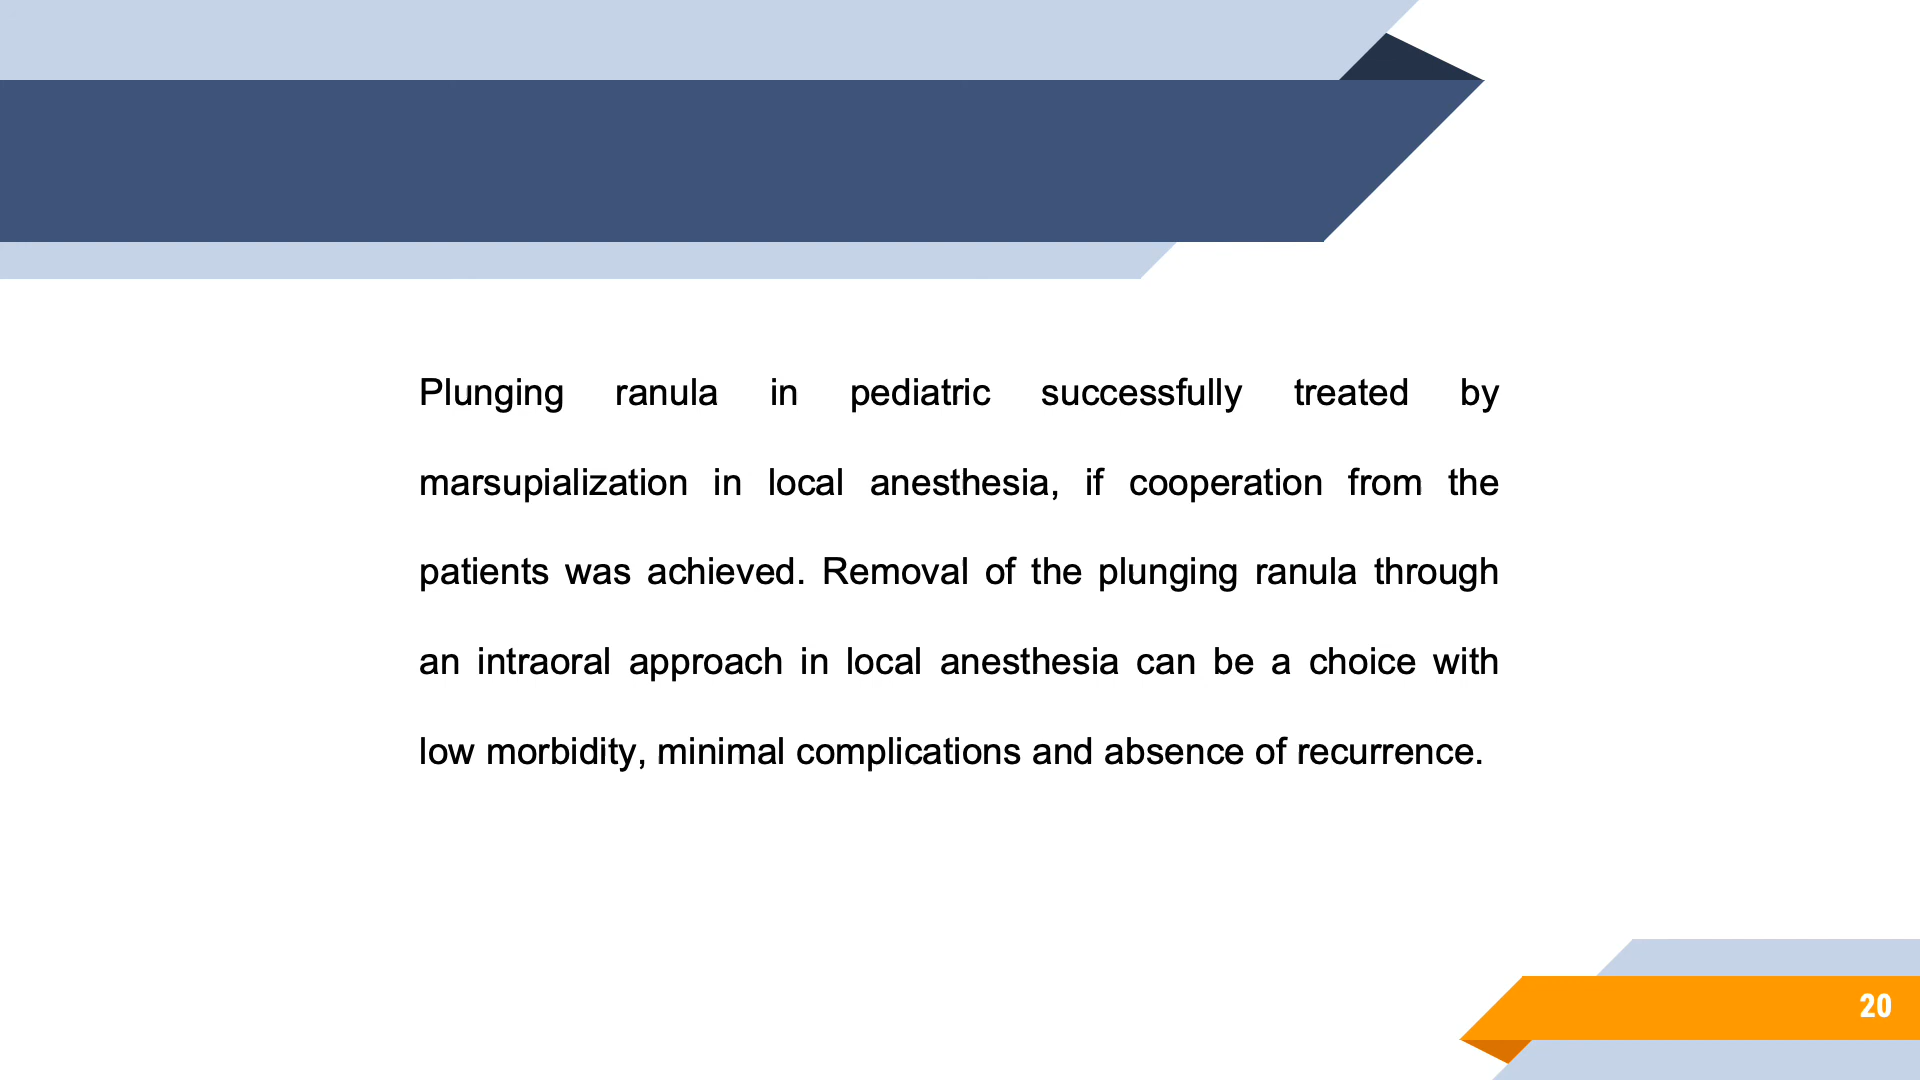 Plunging ranula in pediatric successfully treated by
marsupialization in local anesthesia, if cooperation from the
patients was achieved. Removal of the plunging ranula through
an intraoral approach in local anesthesia can be a choice with
low morbidity, minimal complications and absence of recurrence.
20